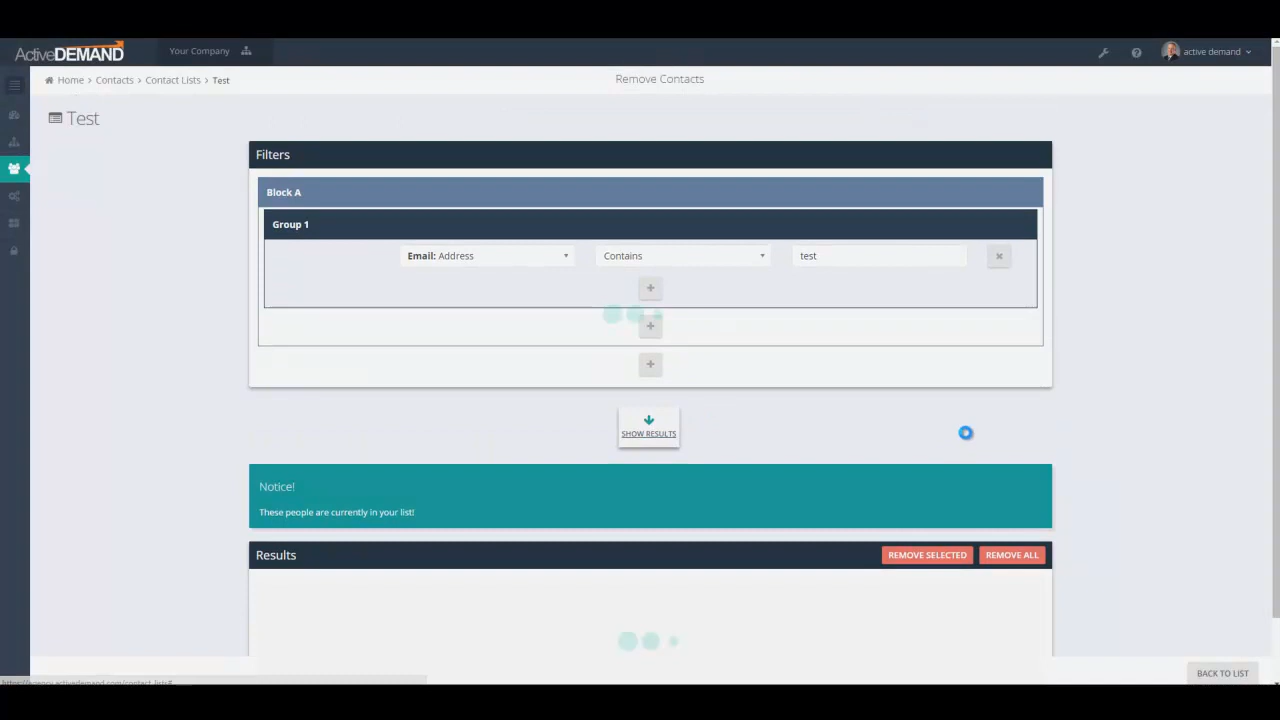 ActiveDEMAND
Your Company
active demand
Home > Contacts > Contact Lists > Test
Remove Contacts
Test
Filters
Block A
Group 1
Email: Address
Contains
test
SHOW RESULTS
Notice!
These people are currently in your list!
Results
REMOVE SELECTED
REMOVE ALL
BACK TO LIST